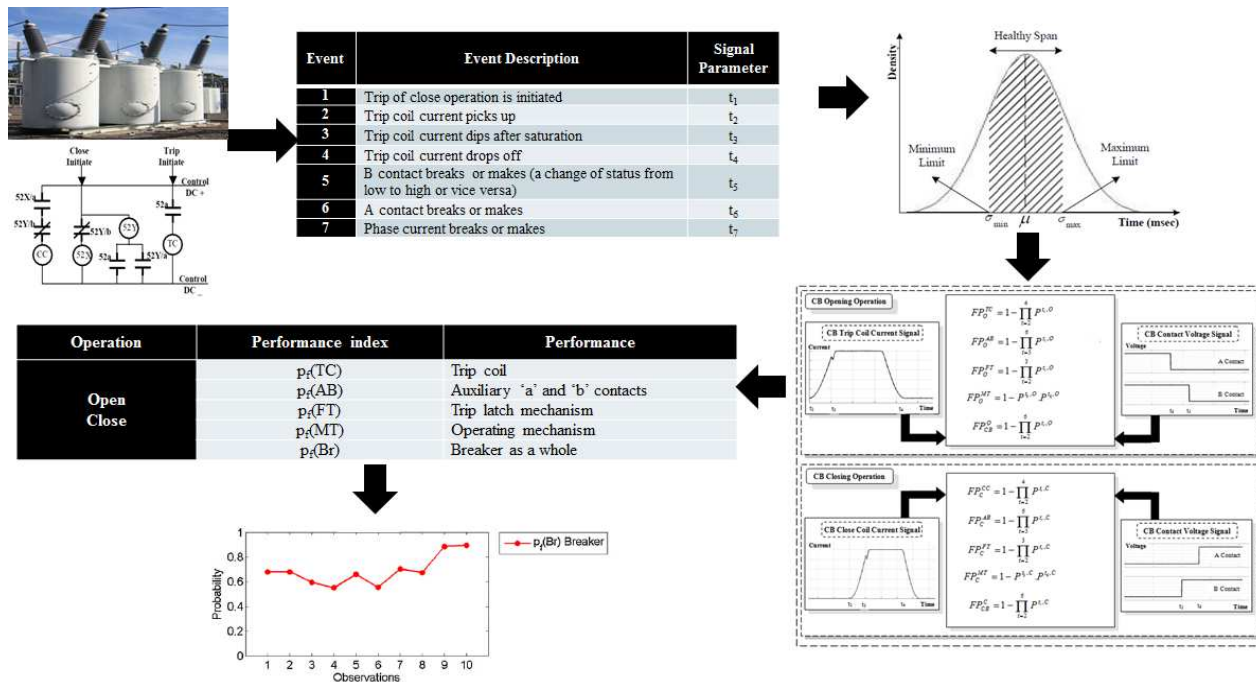 Close
Initiate
Trip
Initiate
Control
DC +
52X/a
52Y/b
52Y/b
52Y
52a
CC
52X
52a
52Y/a
TC
Control
DC _
Event Event Description Signal Parameter
1 Trip of close operation is initiated t1
2 Trip coil current picks up t2
3 Trip coil current dips after saturation t3
4 Trip coil current drops off t4
5 B contact breaks or makes (a change of status from low to high or vice versa) t5
6 A contact breaks or makes t6
7 Phase current breaks or makes t7
Healthy Span
Density
Minimum
Limit
Maximum
Limit
σmin μ σmax Time (msec)
CB Opening Operation
CB Trip Coil Current Signal
Current
Time
CB Contact Voltage Signal
Voltage
A Contact
B Contact
Time
CB Closing Operation
CB Close Coil Current Signal
Current
Time
CB Contact Voltage Signal
Voltage
A Contact
B Contact
Time
Operation Performance index Performance
Open
Close
pf(TC) Trip coil
pf(AB) Auxiliary ‘a’ and ‘b’ contacts
pf(FT) Trip latch mechanism
pf(MT) Operating mechanism
pf(Br) Breaker as a whole
1
0.8
0.6
0.4
0.2
0
Probability
1 2 3 4 5 6 7 8 9 10
Observations
pf(Br) Breaker